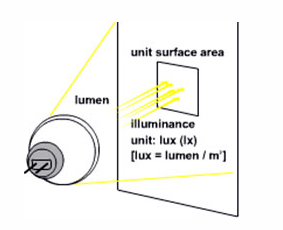 unit surface area
lumen
illuminance
unit: lux (lx)
[lux = lumen / m²]